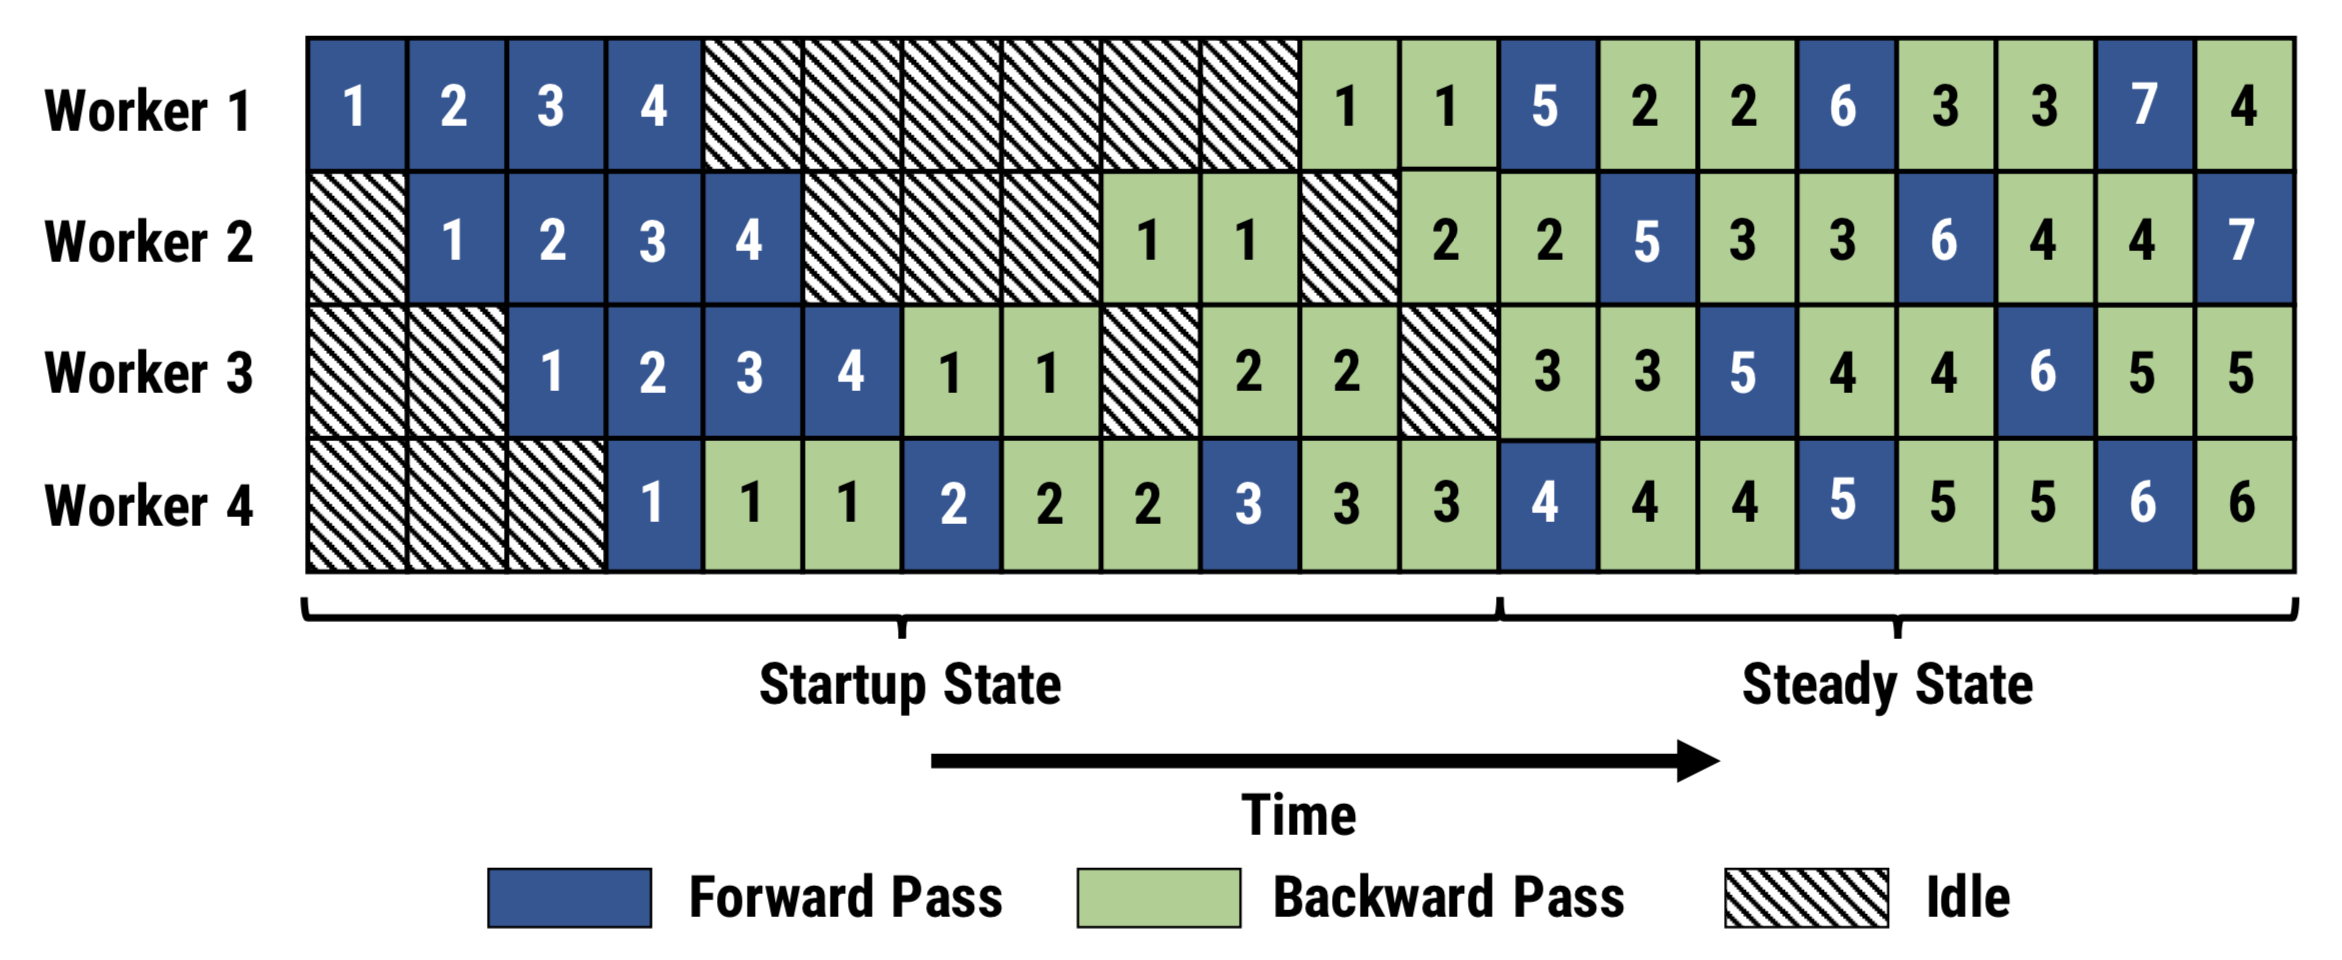 Worker 1 1 2 3 4 1 1 5 2 2 6 3 3 7 4
Worker 2 1 2 3 4 1 1 2 2 5 3 3 6 4 4 7
Worker 3 1 2 3 4 1 1 2 2 3 3 5 4 4 6 5 5
Worker 4 1 1 1 2 2 2 3 3 3 4 4 4 5 5 5 6 6
Startup State Steady State
Time
Forward Pass Backward Pass Idle